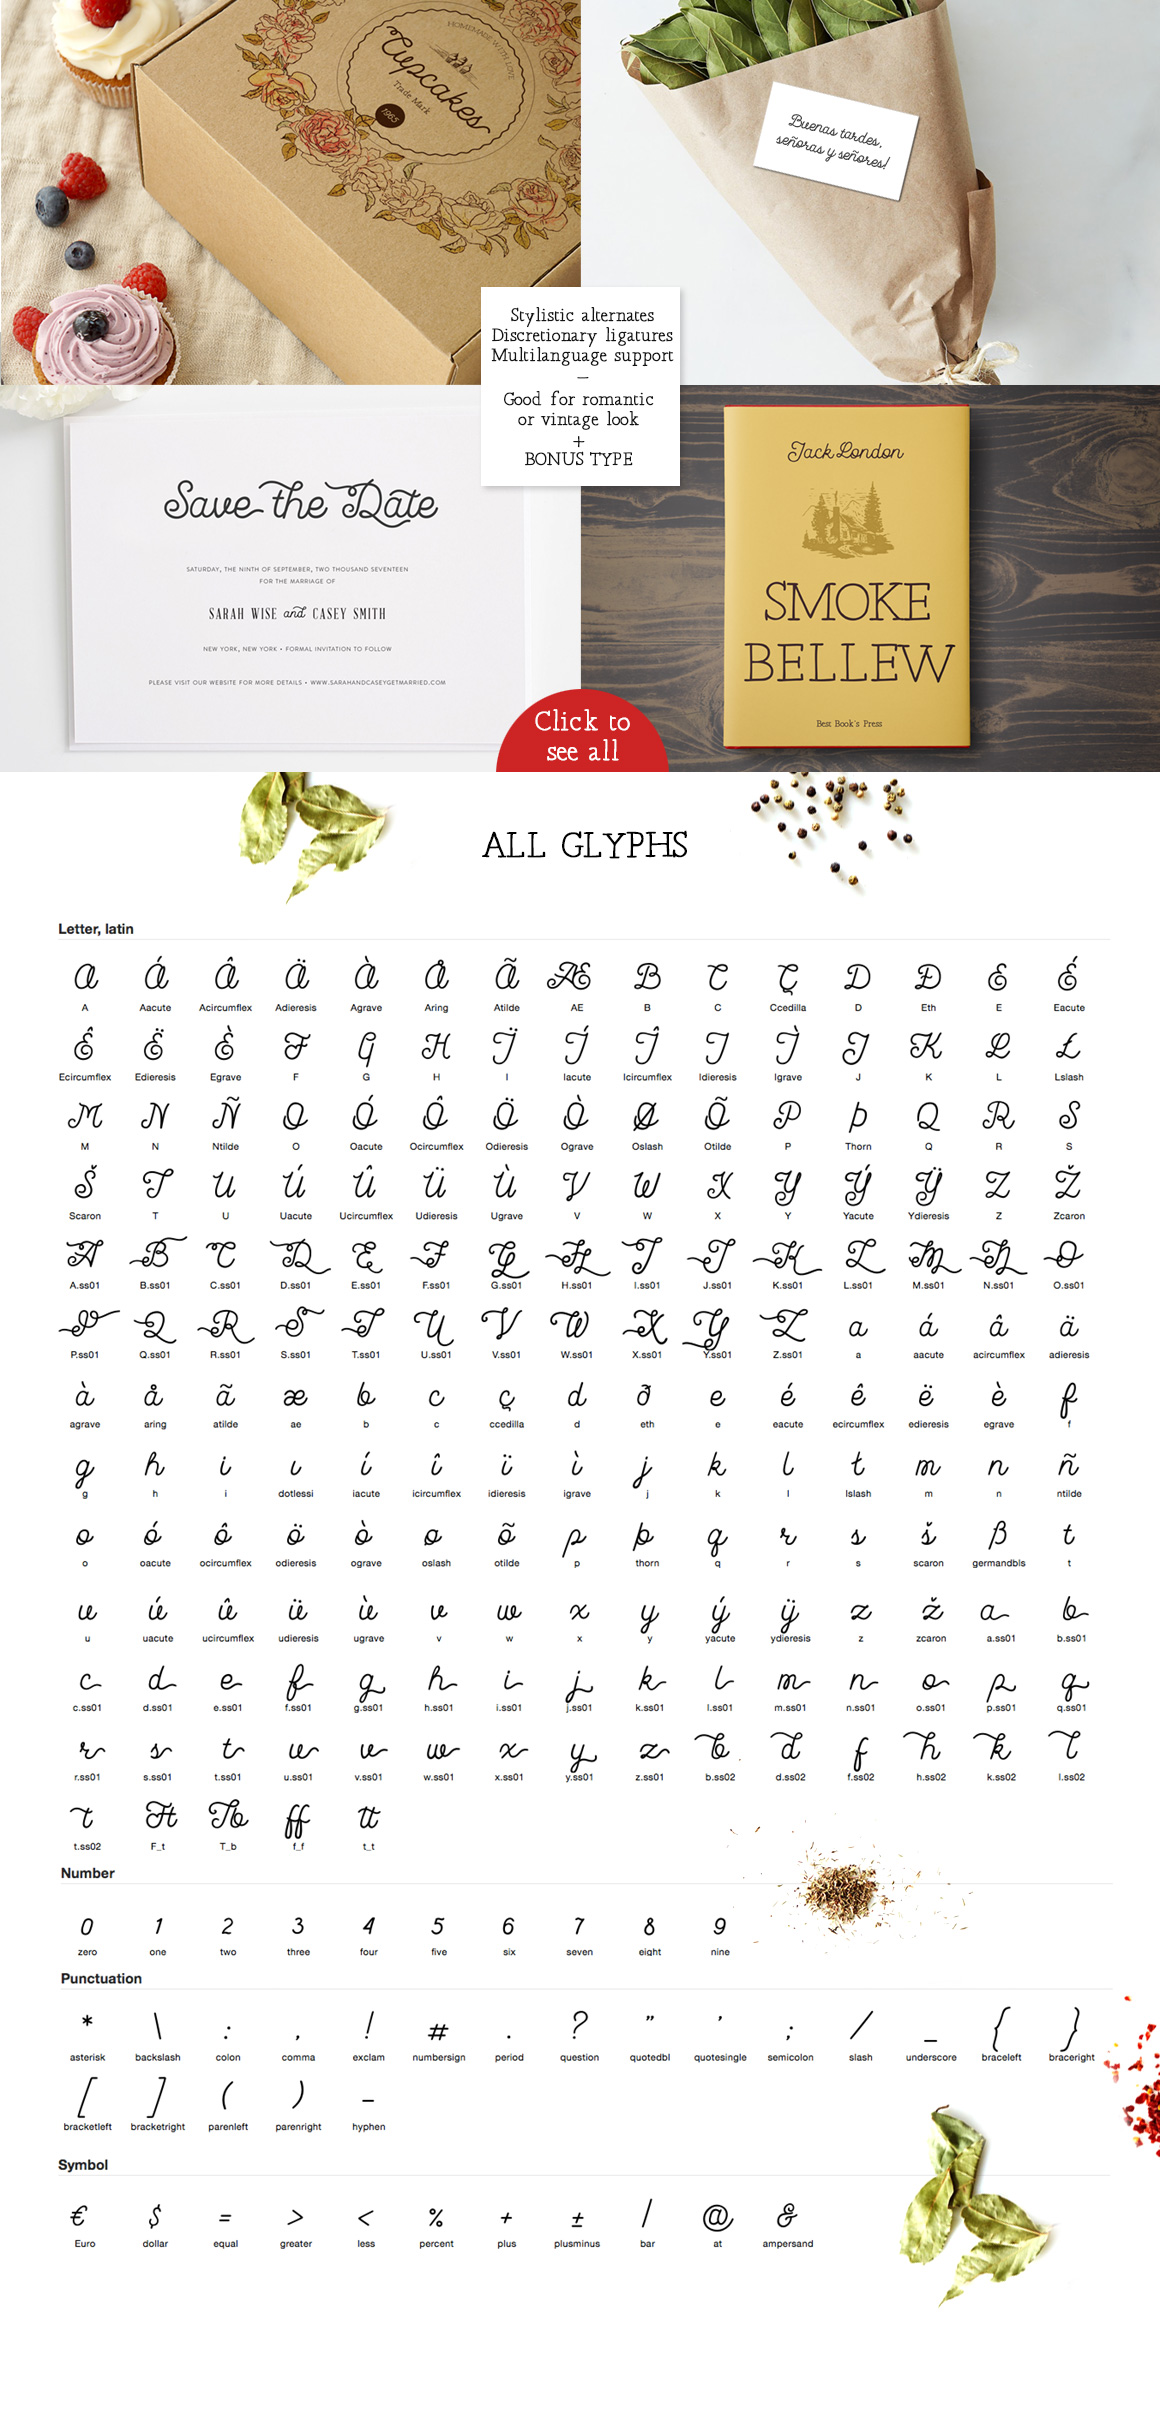 HOMEMADE WITH LOVE
Cupcakes
Trade Mark
1985
Buenas tardes,
señoras y señores!
Stylistic alternates
Discretionary ligatures
Multilanguage support
—
Good for romantic
or vintage look
+
BONUS TYPE
Save the Date
SATURDAY, THE NINTH OF SEPTEMBER, TWO THOUSAND SEVENTEEN
FOR THE MARRIAGE OF
SARAH WISE and CASEY SMITH
NEW YORK, NEW YORK • FORMAL INVITATION TO FOLLOW
PLEASE VISIT OUR WEBSITE FOR MORE DETAILS • WWW.SARAHANDCASEYGETMARRIED.COM
Jack London
SMOKE
BELLEW
Best Book's Press
Click to
see all
ALL GLYPHS
Letter, latin
A Á Â Ä À Å Ã Æ B C Ç D Ð E É
A Aacute Acircumflex Adieresis Agrave Aring Atilde AE B C Ccedilla D Eth E Eacute
Ê Ë È F G H Ï Í Î I Ì J K L Ł
Ecircumflex Edieresis Egrave F G H I Iacute Icircumflex Idieresis Igrave J K L Lslash
M N Ñ O Ó Ô Ö Ò Ø Õ P Þ Q R S
M N Ntilde O Oacute Ocircumflex Odieresis Ograve Oslash Otilde P Thorn Q R S
Š T U Ú Û Ü Ù V W X Y Ý Ÿ Z Ž
Scaron T U Uacute Ucircumflex Udieresis Ugrave V W X Y Yacute Ydieresis Z Zcaron
A B C D E F G H I J K L M N O
A.ss01 B.ss01 C.ss01 D.ss01 E.ss01 F.ss01 G.ss01 H.ss01 I.ss01 J.ss01 K.ss01 L.ss01 M.ss01 N.ss01 O.ss01
P Q R S T U V W X Y Z a á â ä
P.ss01 Q.ss01 R.ss01 S.ss01 T.ss01 U.ss01 V.ss01 W.ss01 X.ss01 Y.ss01 Z.ss01 a aacute acircumflex adieresis
à å ã æ b c ç d ð e é ê ë è f
agrave aring atilde ae b c ccedilla d eth e eacute ecircumflex edieresis egrave f
g h i ı í î ï ì j k l ł m n ñ
g h i dotlessi iacute icircumflex idieresis igrave j k l lslash m n ntilde
o ó ô ö ò ø õ p þ q r s š ß t
o oacute ocircumflex odieresis ograve oslash otilde p thorn q r s scaron germandbls t
u ú û ü ù v w x y ý ÿ z ž a b
u uacute ucircumflex udieresis ugrave v w x y yacute ydieresis z zcaron a.ss01 b.ss01
c d e f g h i j k l m n o p q
c.ss01 d.ss01 e.ss01 f.ss01 g.ss01 h.ss01 i.ss01 j.ss01 k.ss01 l.ss01 m.ss01 n.ss01 o.ss01 p.ss01 q.ss01
r s t u v w x y z b d f h k l
r.ss01 s.ss01 t.ss01 u.ss01 v.ss01 w.ss01 x.ss01 y.ss01 z.ss01 b.ss02 d.ss02 f.ss02 h.ss02 k.ss02 l.ss02
t Ft Tb ff tt
t.ss02 F_t T_b f_f t_t
Number
0 1 2 3 4 5 6 7 8 9
zero one two three four five six seven eight nine
Punctuation
* \ : , ! # . ? " ' ; / _ { }
asterisk backslash colon comma exclam numbersign period question quotedbl quotesingle semicolon slash underscore braceleft braceright
[ ] ( ) -
bracketleft bracketright parenleft parenright hyphen
Symbol
€ $ = > < % + ± | @ &
Euro dollar equal greater less percent plus plusminus bar at ampersand